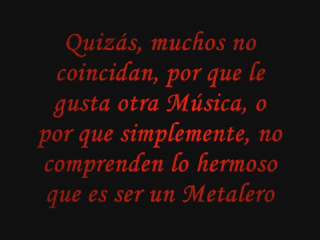 Quizás, muchos no
coincidan, por que le
gusta otra Música, o
por que simplemente, no
comprenden lo hermoso
que es ser un Metalero